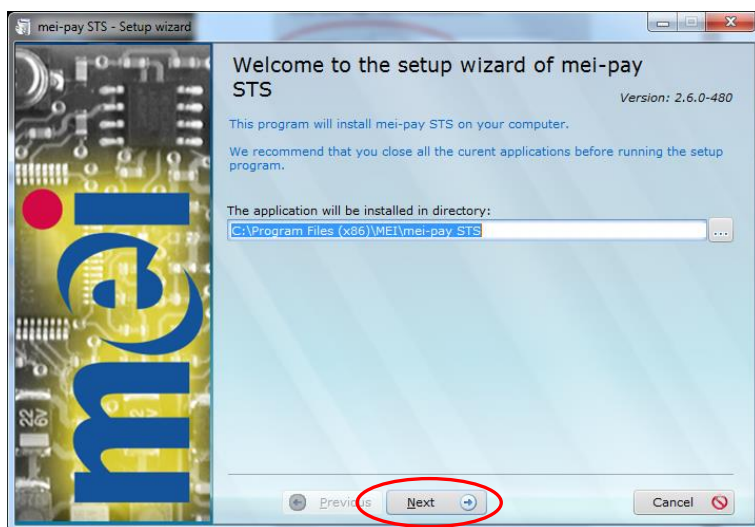 mei-pay STS - Setup wizard
Welcome to the setup wizard of mei-pay
STS
Version: 2.6.0-480
This program will install mei-pay STS on your computer.
We recommend that you close all the curent applications before running the setup
program.
The application will be installed in directory:
C:\Program Files (x86)\MEI\mei-pay STS
...
Previous
Next
Cancel
mei
22
6V